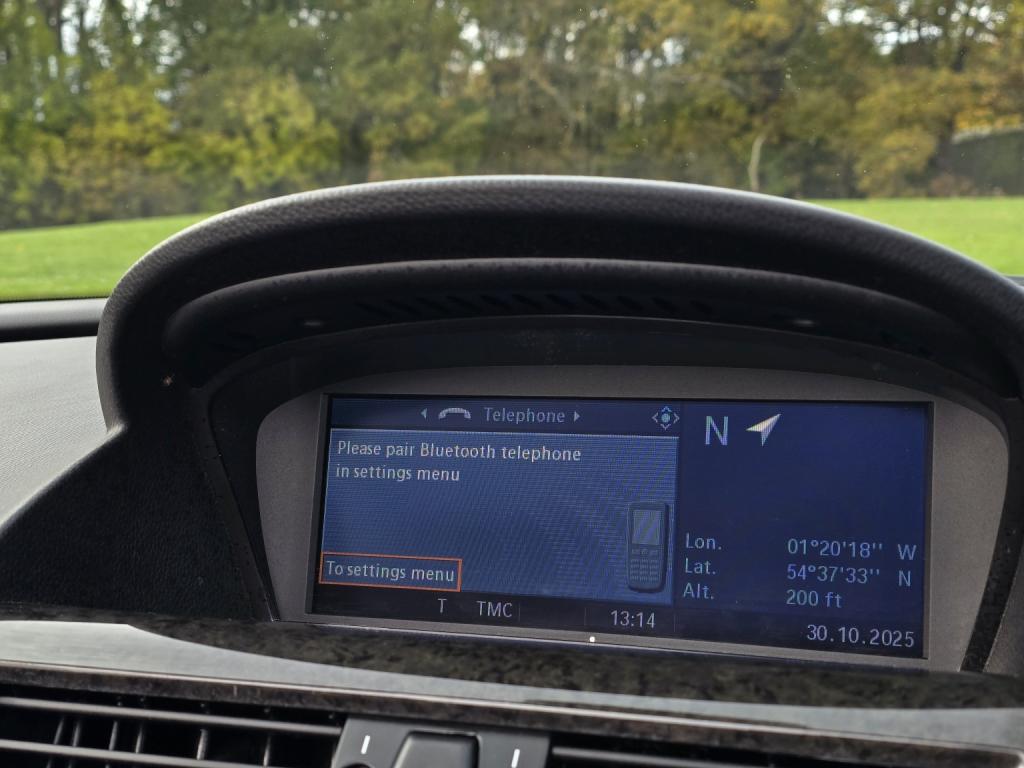 Telephone
Please pair Bluetooth telephone
in settings menu
To settings menu
T TMC 13:14
N
Lon. 01°20'18'' W
Lat. 54°37'33'' N
Alt. 200 ft
30.10.2025